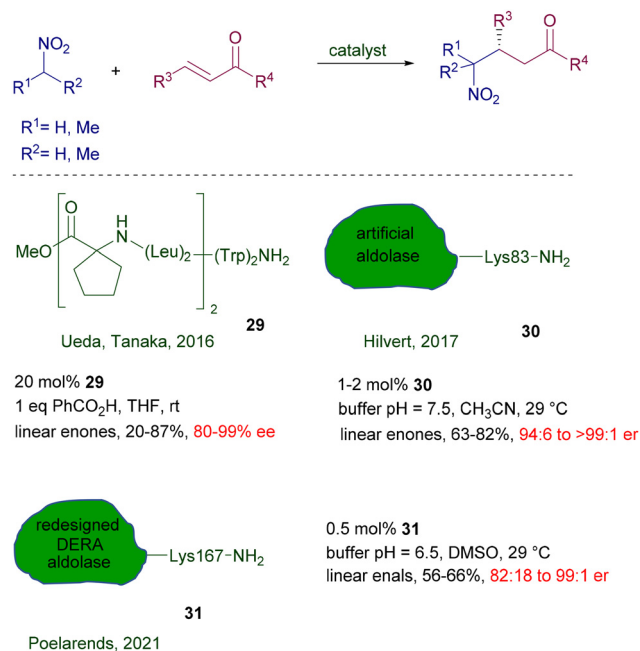 NO₂
R¹
R²
+
R³
O
R⁴
catalyst
R³
O
R¹
R²
NO₂
R⁴
R¹= H, Me
R²= H, Me
O
MeO
H
N
(Leu)₂
(Trp)₂NH₂
2
29
Ueda, Tanaka, 2016
artificial
aldolase
Lys83-NH₂
30
Hilvert, 2017
20 mol% 29
1 eq PhCO₂H, THF, rt
linear enones, 20-87%, 80-99% ee
1-2 mol% 30
buffer pH = 7.5, CH₃CN, 29 °C
linear enones, 63-82%, 94:6 to >99:1 er
redesigned
DERA
aldolase
Lys167-NH₂
31
Poelarends, 2021
0.5 mol% 31
buffer pH = 6.5, DMSO, 29 °C
linear enals, 56-66%, 82:18 to 99:1 er